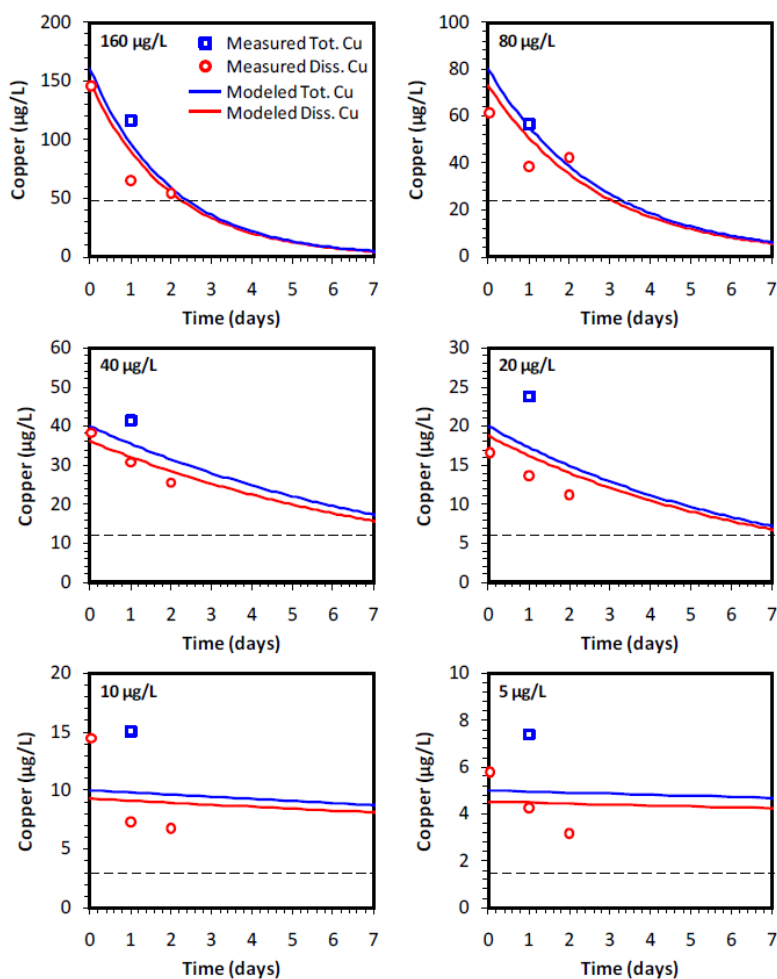 160 µg/L
Measured Tot. Cu
Measured Diss. Cu
Modeled Tot. Cu
Modeled Diss. Cu
Copper (µg/L)
200
150
100
50
0
0 1 2 3 4 5 6 7
Time (days)
80 µg/L
Copper (µg/L)
100
80
60
40
20
0
0 1 2 3 4 5 6 7
Time (days)
40 µg/L
Copper (µg/L)
60
50
40
30
20
10
0
0 1 2 3 4 5 6 7
Time (days)
20 µg/L
Copper (µg/L)
30
25
20
15
10
5
0
0 1 2 3 4 5 6 7
Time (days)
10 µg/L
Copper (µg/L)
20
15
10
5
0
0 1 2 3 4 5 6 7
Time (days)
5 µg/L
Copper (µg/L)
10
8
6
4
2
0
0 1 2 3 4 5 6 7
Time (days)